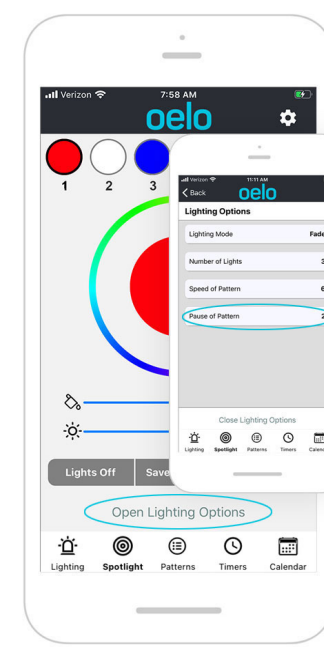 Verizon 7:58 AM
oelo
1 2 3
Verizon 11:11 AM
Back oelo
Lighting Options
Lighting Mode Fade
Number of Lights 3
Speed of Pattern 6
Pause of Pattern 2
Close Lighting Options
Lighting Spotlight Patterns Timers
Lights Off Save
Open Lighting Options
Lighting Spotlight Patterns Timers Calendar